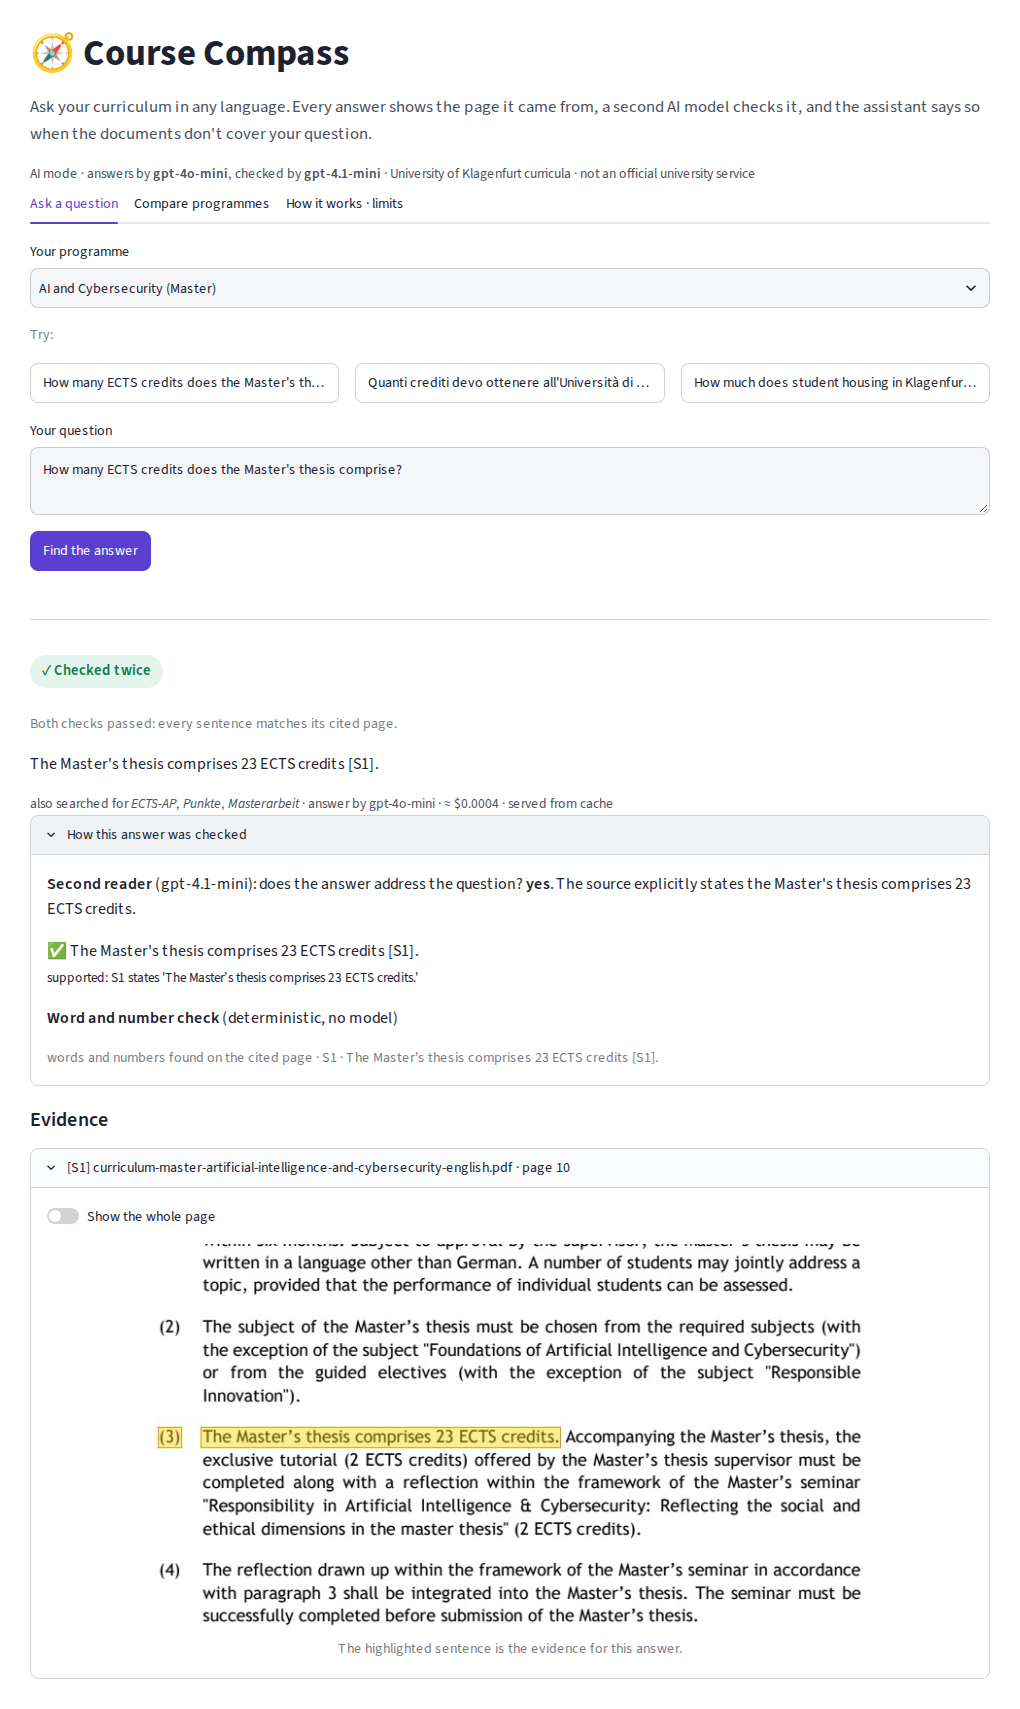 🧭 Course Compass
Ask your curriculum in any language. Every answer shows the page it came from, a second AI model checks it, and the assistant says so
when the documents don't cover your question.
AI mode · answers by gpt-4o-mini, checked by gpt-4.1-mini · University of Klagenfurt curricula · not an official university service
Ask a question Compare programmes How it works · limits
Your programme
AI and Cybersecurity (Master)
Try:
How many ECTS credits does the Master's th… Quanti crediti devo ottenere all'Università di … How much does student housing in Klagenfur…
Your question
How many ECTS credits does the Master's thesis comprise?
Find the answer
✓ Checked twice
Both checks passed: every sentence matches its cited page.
The Master's thesis comprises 23 ECTS credits [S1].
also searched for ECTS-AP, Punkte, Masterarbeit · answer by gpt-4o-mini · ≈ $0.0004 · served from cache
How this answer was checked
Second reader (gpt-4.1-mini): does the answer address the question? yes. The source explicitly states the Master's thesis comprises 23
ECTS credits.
✅ The Master's thesis comprises 23 ECTS credits [S1].
supported: S1 states 'The Master's thesis comprises 23 ECTS credits.'
Word and number check (deterministic, no model)
words and numbers found on the cited page · S1 · The Master's thesis comprises 23 ECTS credits [S1].
Evidence
[S1] curriculum-master-artificial-intelligence-and-cybersecurity-english.pdf · page 10
Show the whole page
within six months. Subject to approval by the supervisor, the Master's thesis may be
written in a language other than German. A number of students may jointly address a
topic, provided that the performance of individual students can be assessed.
(2) The subject of the Master's thesis must be chosen from the required subjects (with
the exception of the subject "Foundations of Artificial Intelligence and Cybersecurity")
or from the guided electives (with the exception of the subject "Responsible
Innovation").
(3) The Master's thesis comprises 23 ECTS credits. Accompanying the Master's thesis, the
exclusive tutorial (2 ECTS credits) offered by the Master's thesis supervisor must be
completed along with a reflection within the framework of the Master's seminar
"Responsibility in Artificial Intelligence & Cybersecurity: Reflecting the social and
ethical dimensions in the master thesis" (2 ECTS credits).
(4) The reflection drawn up within the framework of the Master's seminar in accordance
with paragraph 3 shall be integrated into the Master's thesis. The seminar must be
successfully completed before submission of the Master's thesis.
The highlighted sentence is the evidence for this answer.